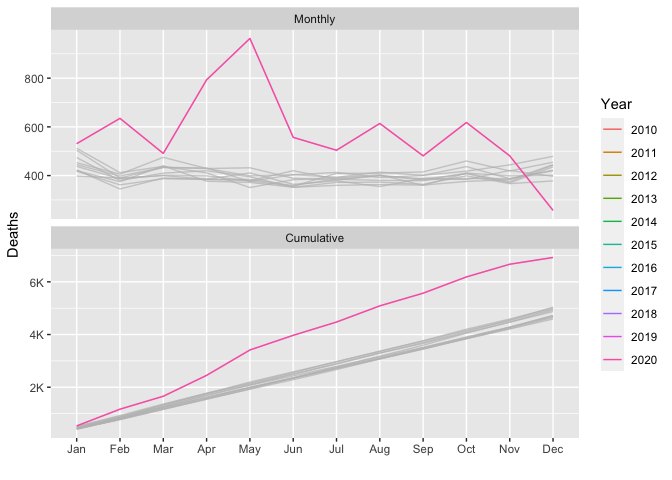 Monthly
800
600
400
Deaths
Cumulative
6K
4K
2K
Jan Feb Mar Apr May Jun Jul Aug Sep Oct Nov Dec
Year
2010
2011
2012
2013
2014
2015
2016
2017
2018
2019
2020